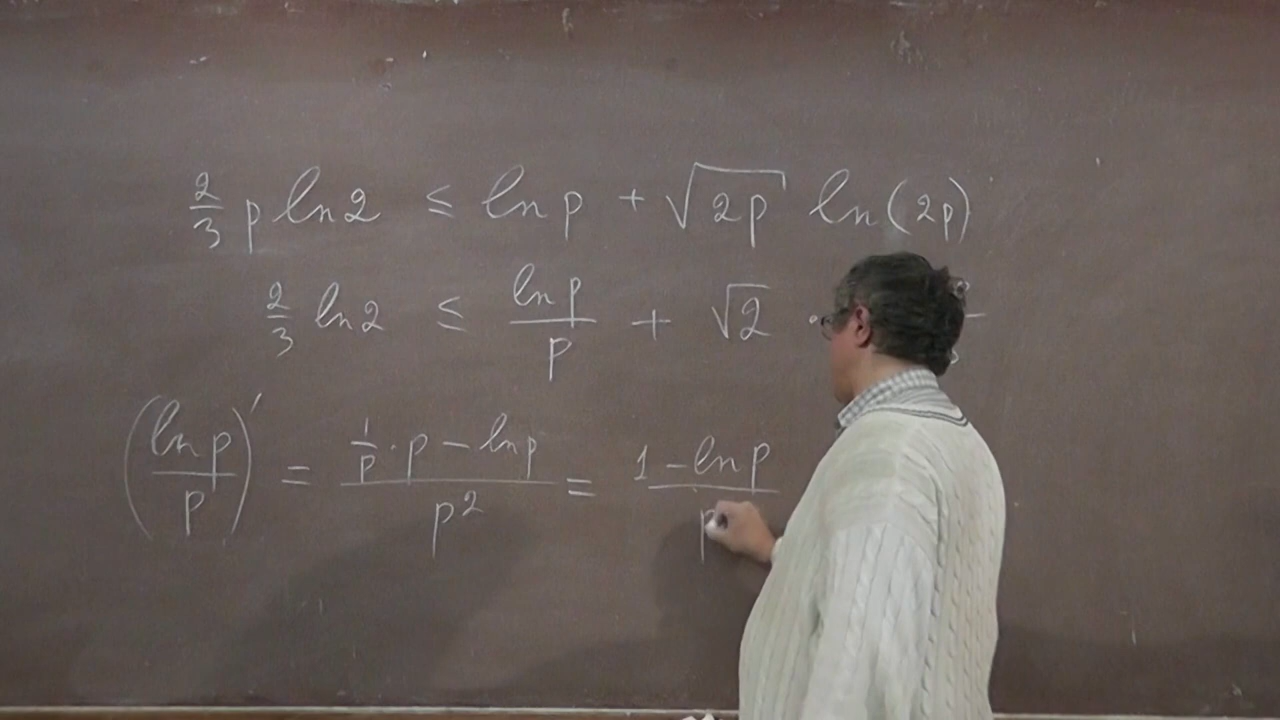 2/3 p ln2 ≤ ln p + √(2p) ln(2p)
2/3 ln2 ≤ ln p / p + √2 ·
(ln p / p)' = (1/p · p − ln p) / p² = (1 − ln p) / p